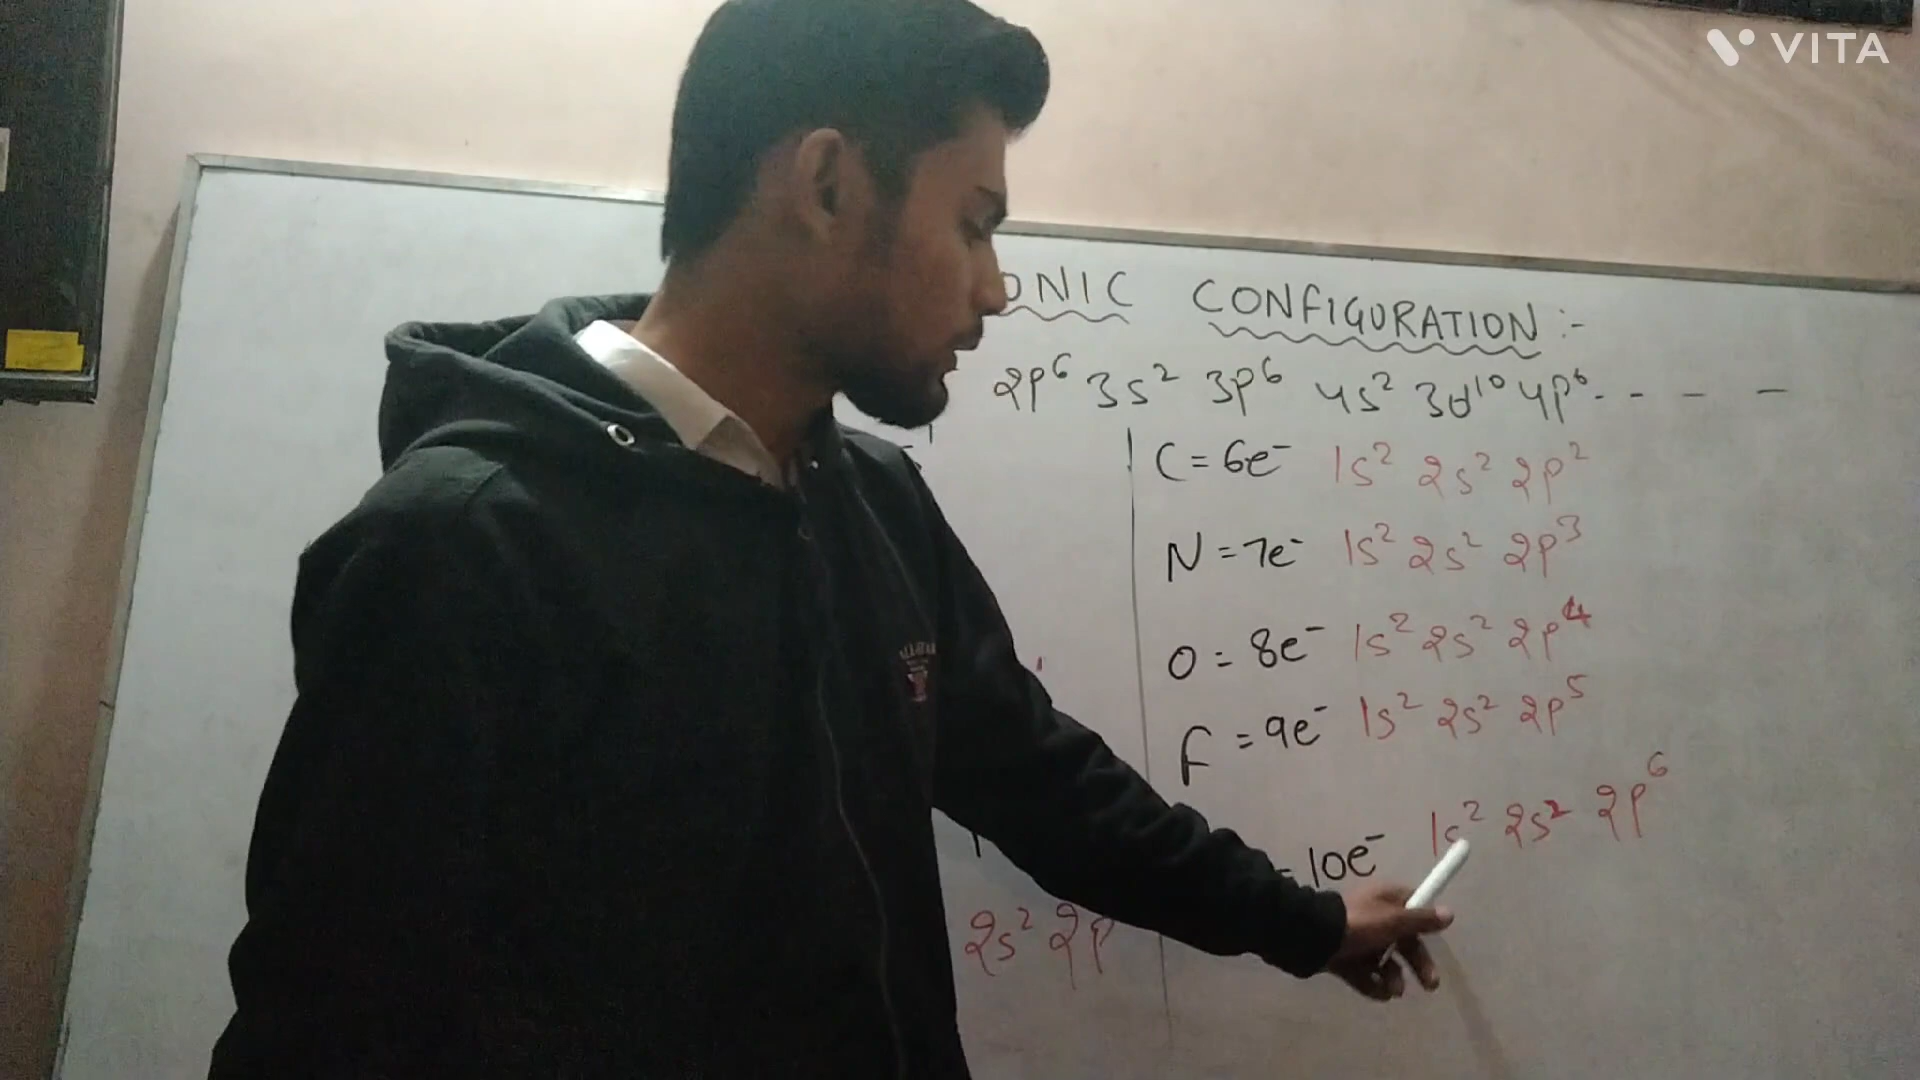 VITA
ONIC CONFIGURATION :-
2p⁶ 3s² 3p⁶ 4s² 3d¹⁰ 4p⁶ - - - -
C = 6e⁻ 1s² 2s² 2p²
N = 7e⁻ 1s² 2s² 2p³
O = 8e⁻ 1s² 2s² 2p⁴
F = 9e⁻ 1s² 2s² 2p⁵
= 10e⁻ 1s² 2s² 2p⁶
2s² 2p